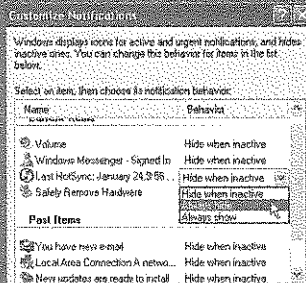 Customize Notifications
Windows displays icons for active and urgent notifications, and hides
inactive ones. You can change this behavior for items in the list
below.
Select an item, then choose its notification behavior:
Name Behavior
Current Items
Volume Hide when inactive
Windows Messenger - Signed In Hide when inactive
Last HotSync: January 24, Hide when inactive
Safely Remove Hardware Hide when inactive
Always show
Past Items
You have new e-mail Hide when inactive
Local Area Connection A netwo... Hide when inactive
New updates are ready to install Hide when inactive